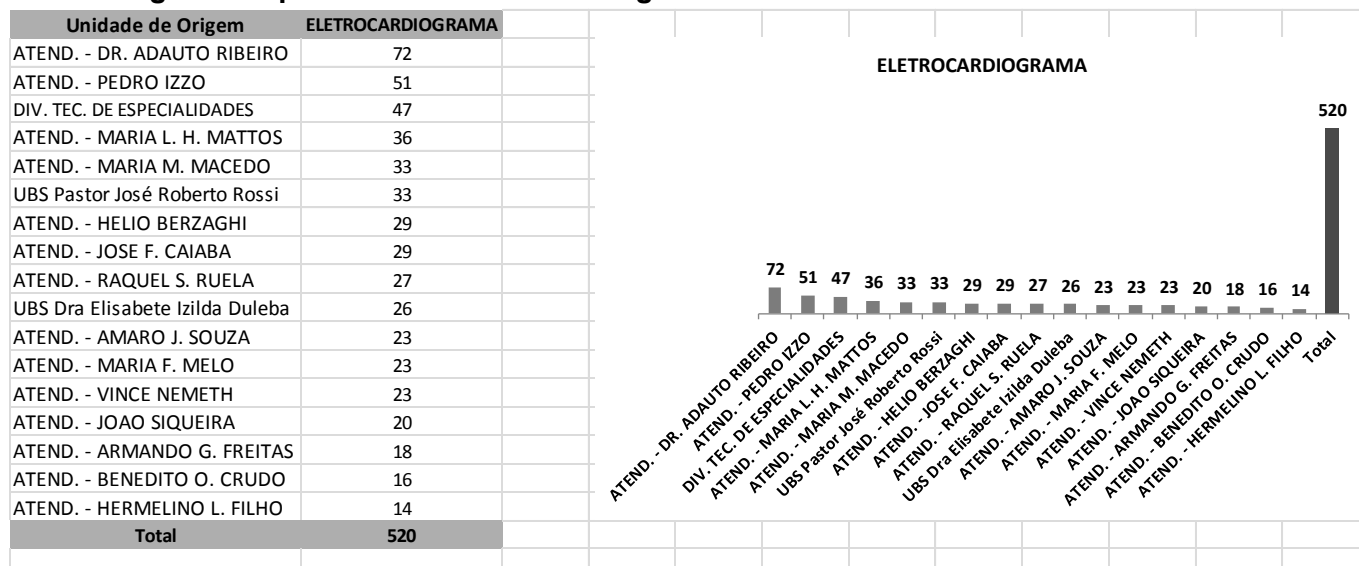 Unidade de Origem ELETROCARDIOGRAMA
ATEND. - DR. ADAUTO RIBEIRO 72
ATEND. - PEDRO IZZO 51
DIV. TEC. DE ESPECIALIDADES 47
ATEND. - MARIA L. H. MATTOS 36
ATEND. - MARIA M. MACEDO 33
UBS Pastor José Roberto Rossi 33
ATEND. - HELIO BERZAGHI 29
ATEND. - JOSE F. CAIABA 29
ATEND. - RAQUEL S. RUELA 27
UBS Dra Elisabete Izilda Duleba 26
ATEND. - AMARO J. SOUZA 23
ATEND. - MARIA F. MELO 23
ATEND. - VINCE NEMETH 23
ATEND. - JOAO SIQUEIRA 20
ATEND. - ARMANDO G. FREITAS 18
ATEND. - BENEDITO O. CRUDO 16
ATEND. - HERMELINO L. FILHO 14
Total 520
ELETROCARDIOGRAMA
520
72 51 47 36 33 33 29 29 27 26 23 23 23 20 18 16 14
ATEND. - DR. ADAUTO RIBEIRO
ATEND. - PEDRO IZZO
DIV. TEC. DE ESPECIALIDADES
ATEND. - MARIA L. H. MATTOS
ATEND. - MARIA M. MACEDO
UBS Pastor José Roberto Rossi
ATEND. - HELIO BERZAGHI
ATEND. - JOSE F. CAIABA
ATEND. - RAQUEL S. RUELA
UBS Dra Elisabete Izilda Duleba
ATEND. - AMARO J. SOUZA
ATEND. - MARIA F. MELO
ATEND. - VINCE NEMETH
ATEND. - JOAO SIQUEIRA
ATEND. - ARMANDO G. FREITAS
ATEND. - BENEDITO O. CRUDO
ATEND. - HERMELINO L. FILHO
Total